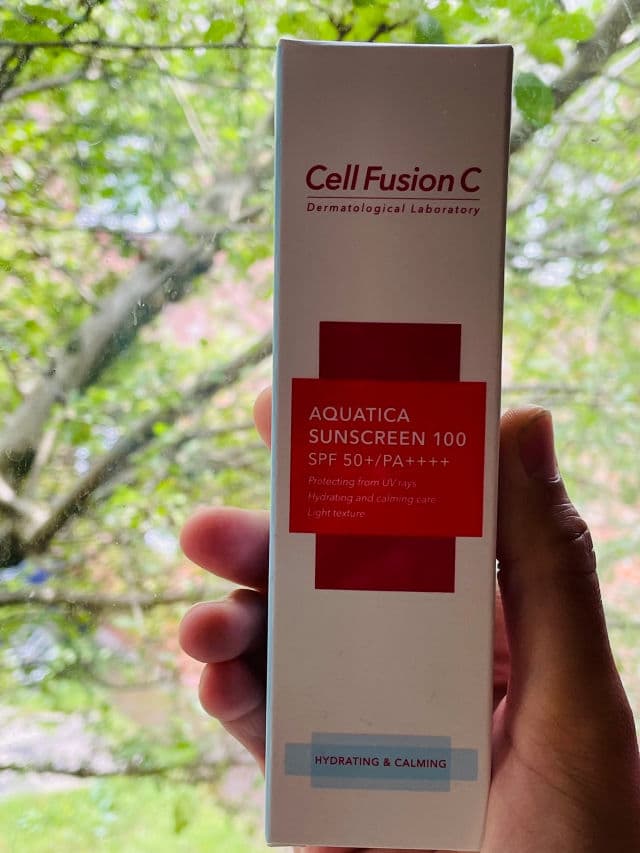 Cell Fusion C
Dermatological Laboratory
AQUATICA
SUNSCREEN 100
SPF 50+/PA++++
Protecting from UV rays
Hydrating and calming care
Light texture
HYDRATING & CALMING